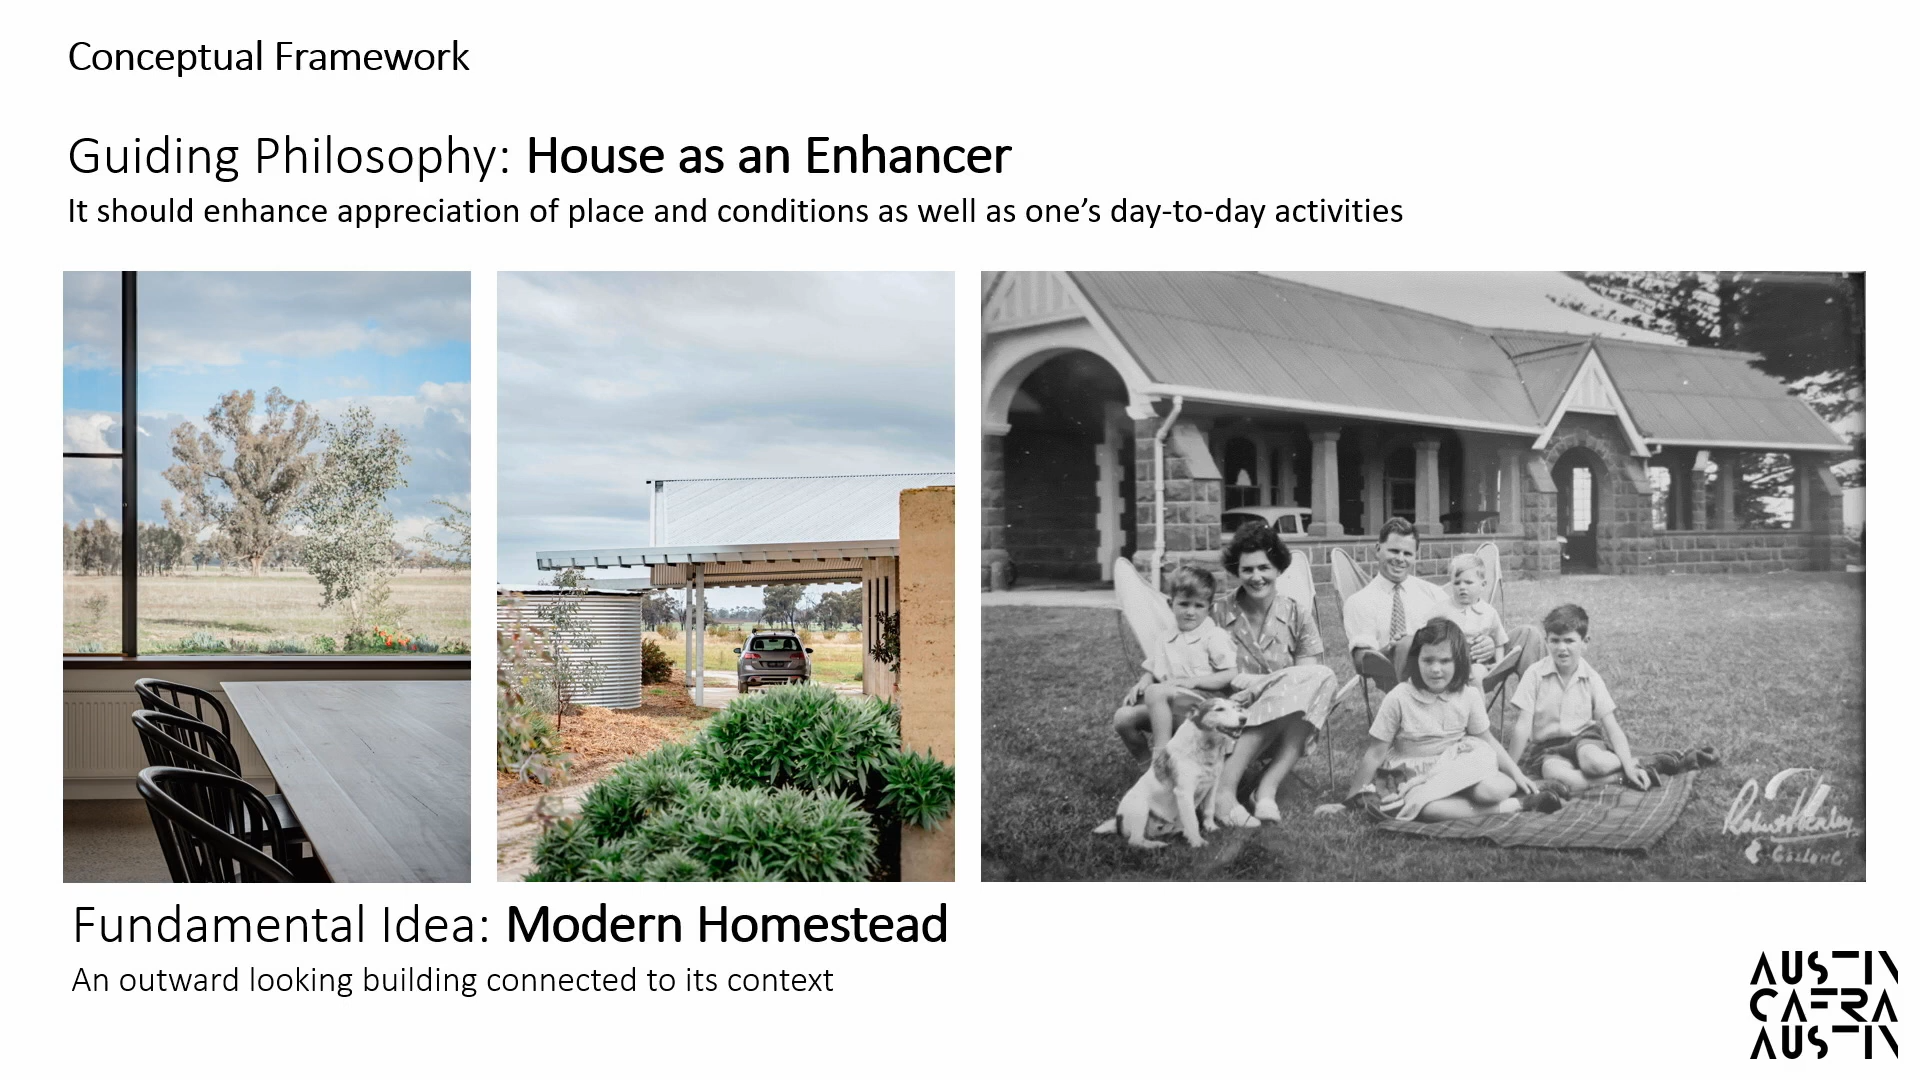 Conceptual Framework
Guiding Philosophy: House as an Enhancer
It should enhance appreciation of place and conditions as well as one’s day-to-day activities
Fundamental Idea: Modern Homestead
An outward looking building connected to its context
AUSTIN
CAFRA
AUSTIN